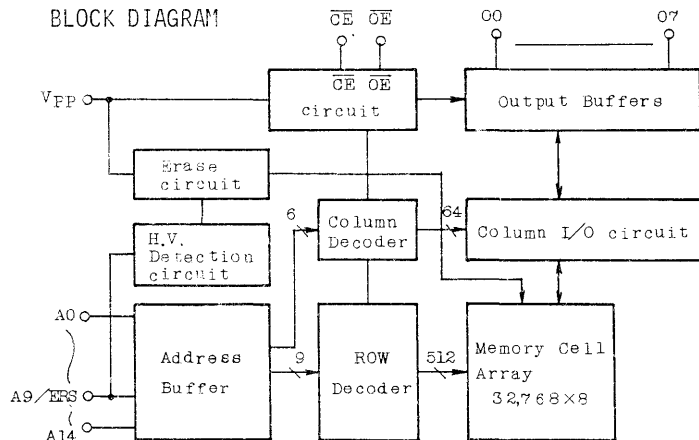 BLOCK DIAGRAM
CE OE
O0
O7
CE OE
circuit
Output Buffers
VPP
Erase
circuit
H.V.
Detection
circuit
6
Column
Decoder
64
Column I/O circuit
A0
A9/ERS
A14
Address
Buffer
9
ROW
Decoder
512
Memory Cell
Array
32,768×8